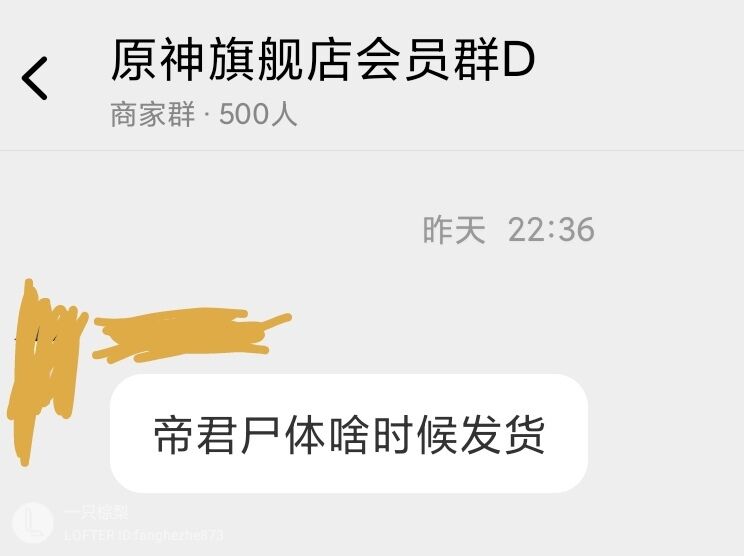 原神旗舰店会员群D
商家群 · 500人
昨天 22:36
帝君尸体啥时候发货
一只棕梨
LOFTER ID:fanghezhe873